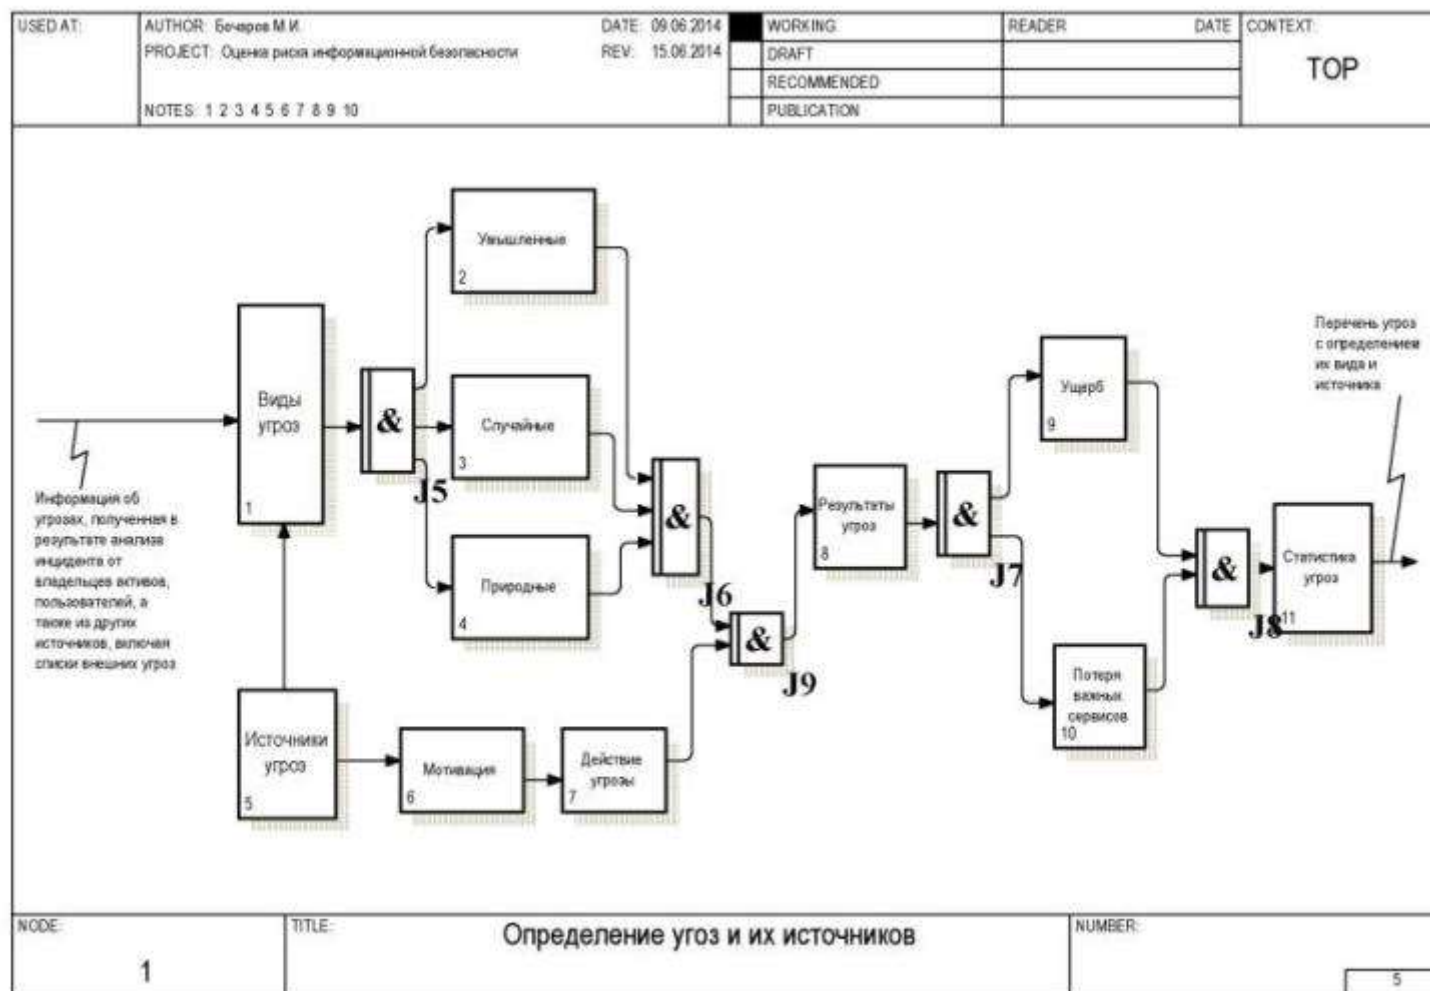 USED AT:
AUTHOR: Бочаров М.И.
DATE: 09.06.2014
PROJECT: Оценка риска информационной безопасности
REV: 15.06.2014
NOTES: 1 2 3 4 5 6 7 8 9 10
WORKING
DRAFT
RECOMMENDED
PUBLICATION
READER
DATE
CONTEXT:
TOP
Информация об
угрозах, полученная в
результате анализа
инцидента от
владельцев активов,
пользователей, а
также из других
источников, включая
списки внешних угроз
Виды
угроз
1
&
J5
Умышленные
2
Случайные
3
Природные
4
&
J6
Источники
угроз
5
Мотивация
6
Действие
угрозы
7
&
J9
Результаты
угроз
8
&
J7
Ущерб
9
Потеря
важных
сервисов
10
&
J8
Статистика
угроз
11
Перечень угроз
с определением
их вида и
источника
NODE:
1
TITLE:
Определение угоз и их источников
NUMBER:
5